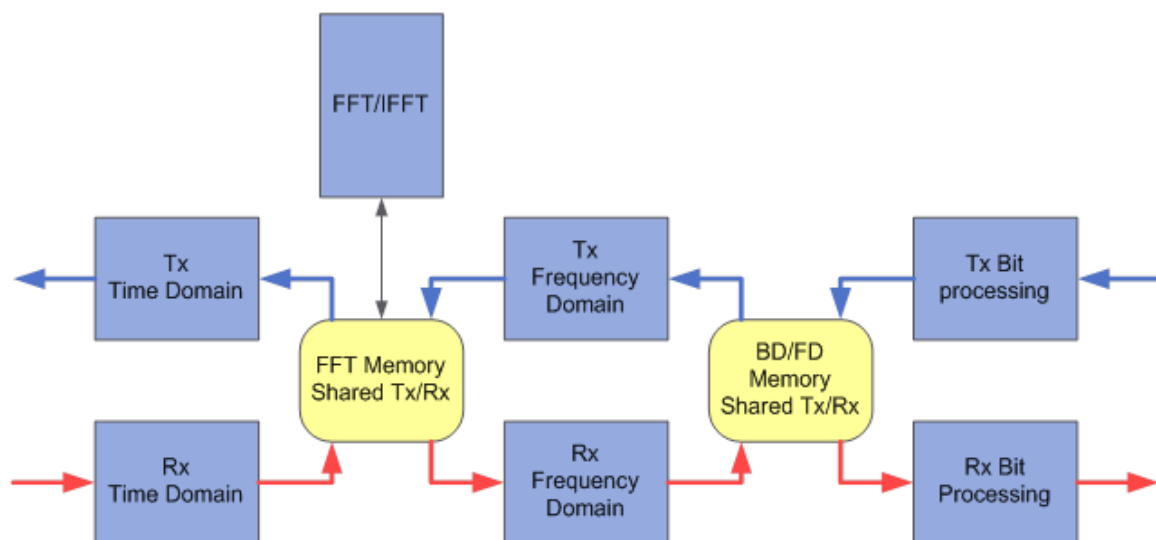 FFT/IFFT
Tx
Time Domain
Tx
Frequency
Domain
Tx Bit
processing
FFT Memory
Shared Tx/Rx
BD/FD
Memory
Shared Tx/Rx
Rx
Time Domain
Rx
Frequency
Domain
Rx Bit
Processing